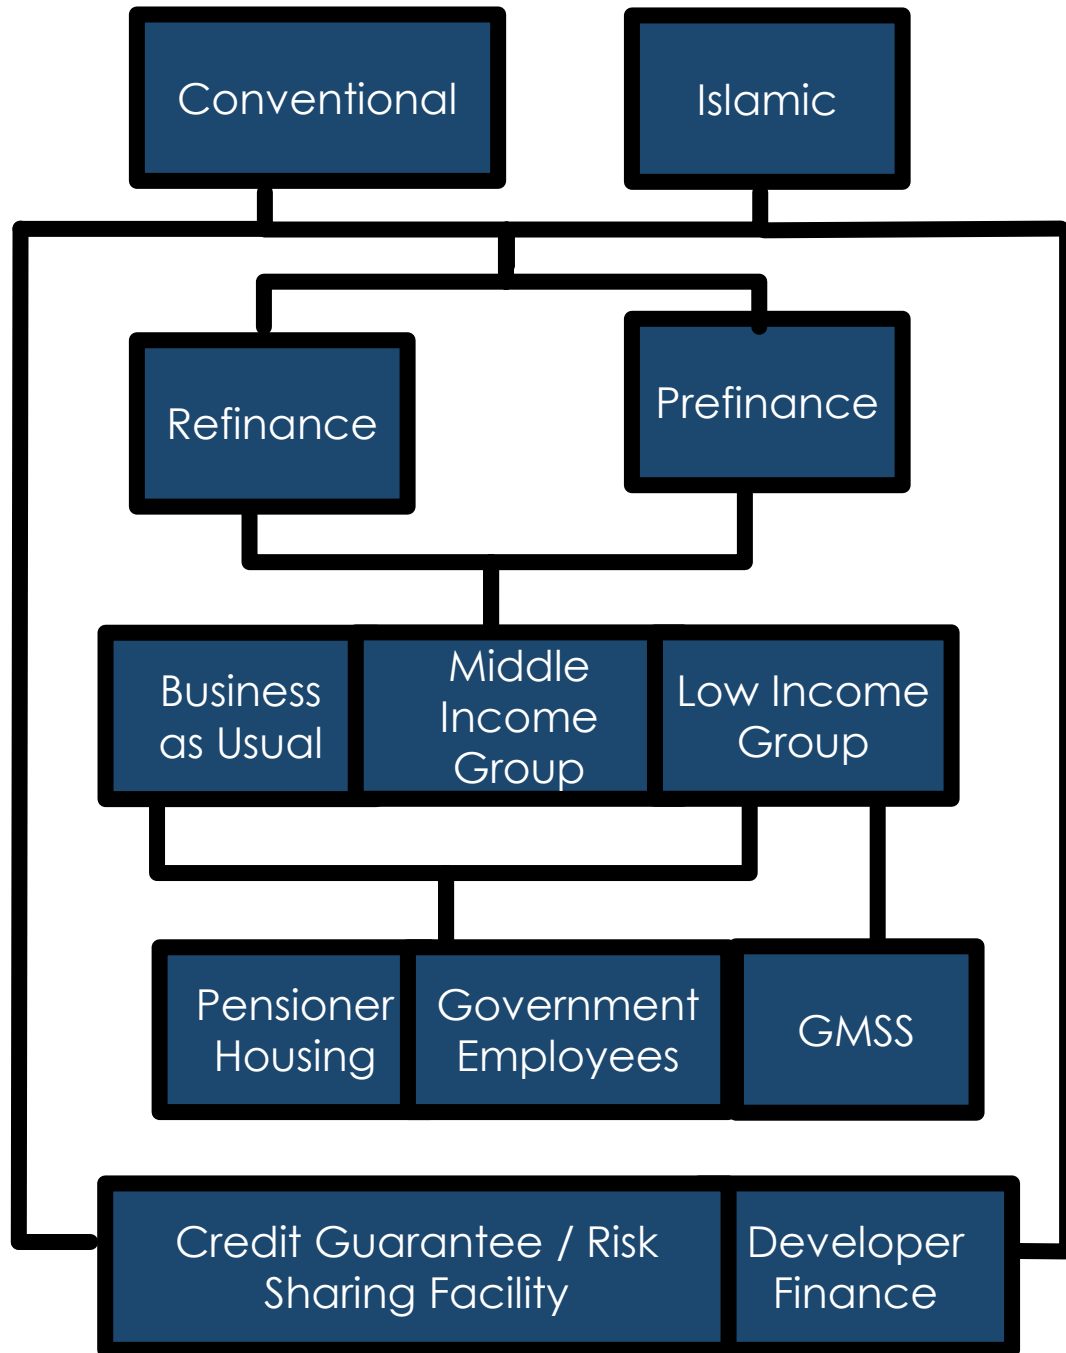 Conventional
Islamic
Refinance
Prefinance
Business
as Usual
Middle
Income
Group
Low Income
Group
Pensioner
Housing
Government
Employees
GMSS
Credit Guarantee / Risk
Sharing Facility
Developer
Finance